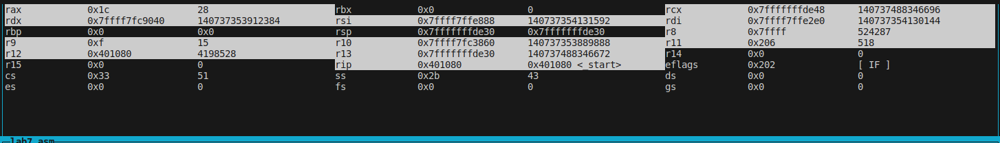 rax 0x1c 28 rbx 0x0 0 rcx 0x7fffffffde48 140737488346696
rdx 0x7ffff7fc9040 140737353912384 rsi 0x7ffff7ffe888 140737354131592 rdi 0x7ffff7ffe2e0 140737354130144
rbp 0x0 0x0 rsp 0x7fffffffde30 0x7fffffffde30 r8 0x7ffff 524287
r9 0xf 15 r10 0x7ffff7fc3860 140737353889888 r11 0x206 518
r12 0x401080 4198528 r13 0x7fffffffde30 140737488346672 r14 0x0 0
r15 0x0 0 rip 0x401080 0x401080 <_start> eflags 0x202 [ IF ]
cs 0x33 51 ss 0x2b 43 ds 0x0 0
es 0x0 0 fs 0x0 0 gs 0x0 0
lab7.asm